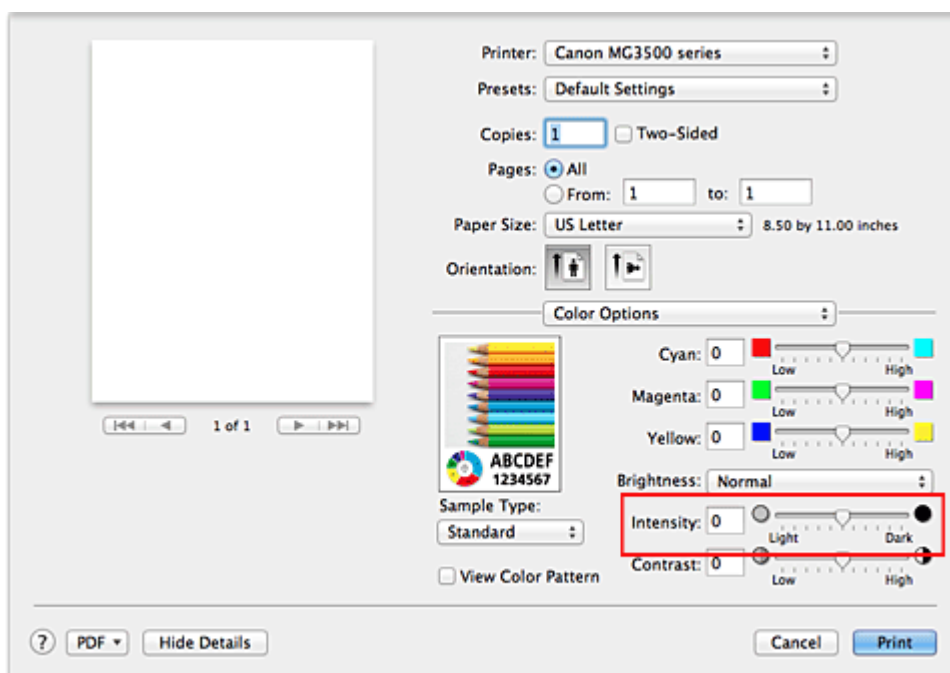 Printer: Canon MG3500 series
Presets: Default Settings
Copies: 1 Two-Sided
Pages: All
From: 1 to: 1
Paper Size: US Letter 8.50 by 11.00 inches
Orientation:
Color Options
Cyan: 0
Low High
Magenta: 0
Low High
Yellow: 0
Low High
ABCDEF
1234567
Brightness: Normal
Sample Type:
Standard
Intensity: 0
Light Dark
Contrast: 0
Low High
View Color Pattern
1 of 1
? PDF Hide Details Cancel Print